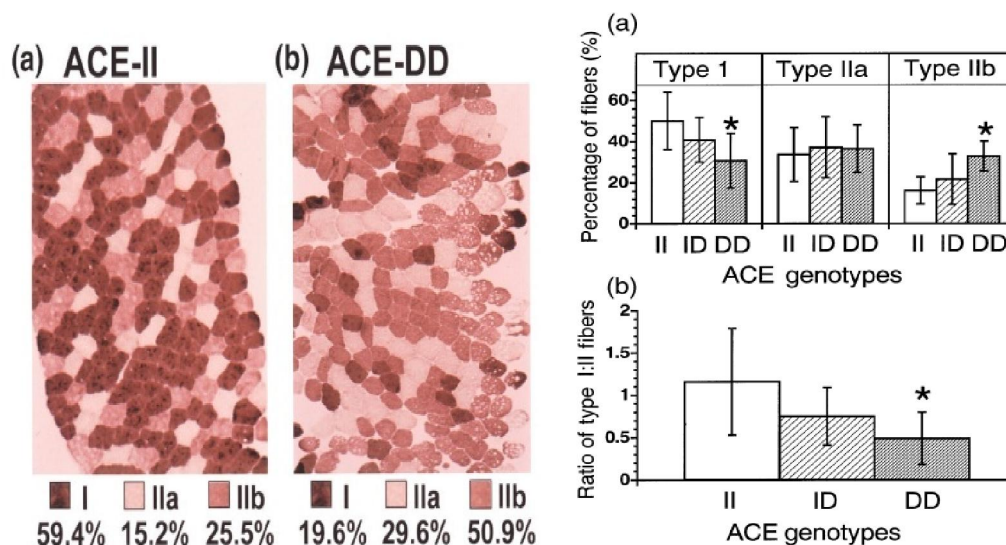 (a) ACE-II
(b) ACE-DD
I IIa IIb
59.4% 15.2% 25.5%
I IIa IIb
19.6% 29.6% 50.9%
(a)
Percentage of fibers (%)
Type 1 Type IIa Type IIb
60
40
20
0
*
*
II ID DD II ID DD II ID DD
ACE genotypes
(b)
Ratio of type I:II fibers
2
1.5
1
0.5
0
*
II ID DD
ACE genotypes